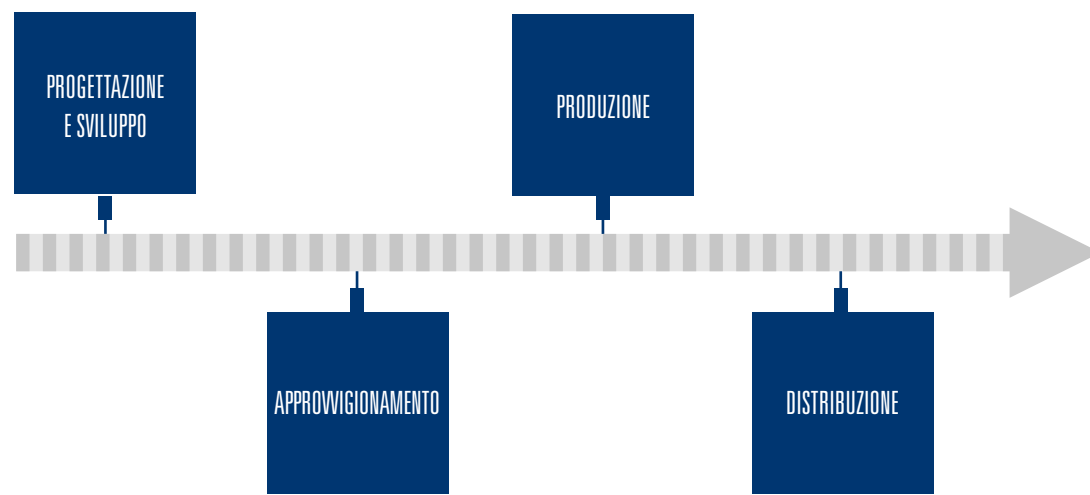 PROGETTAZIONE
E SVILUPPO
APPROVVIGIONAMENTO
PRODUZIONE
DISTRIBUZIONE